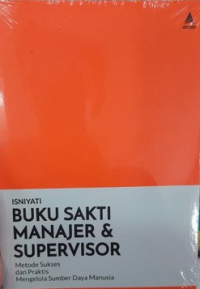 ISNIYATI
BUKU SAKTI
MANAJER &
SUPERVISOR
Metode Sukses
dan Praktis
Mengelola Sumber Daya Manusia